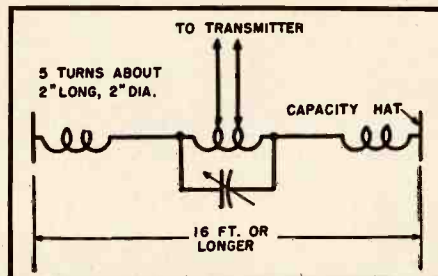 TO TRANSMITTER
5 TURNS ABOUT
2" LONG, 2" DIA.
CAPACITY HAT
16 FT. OR
LONGER